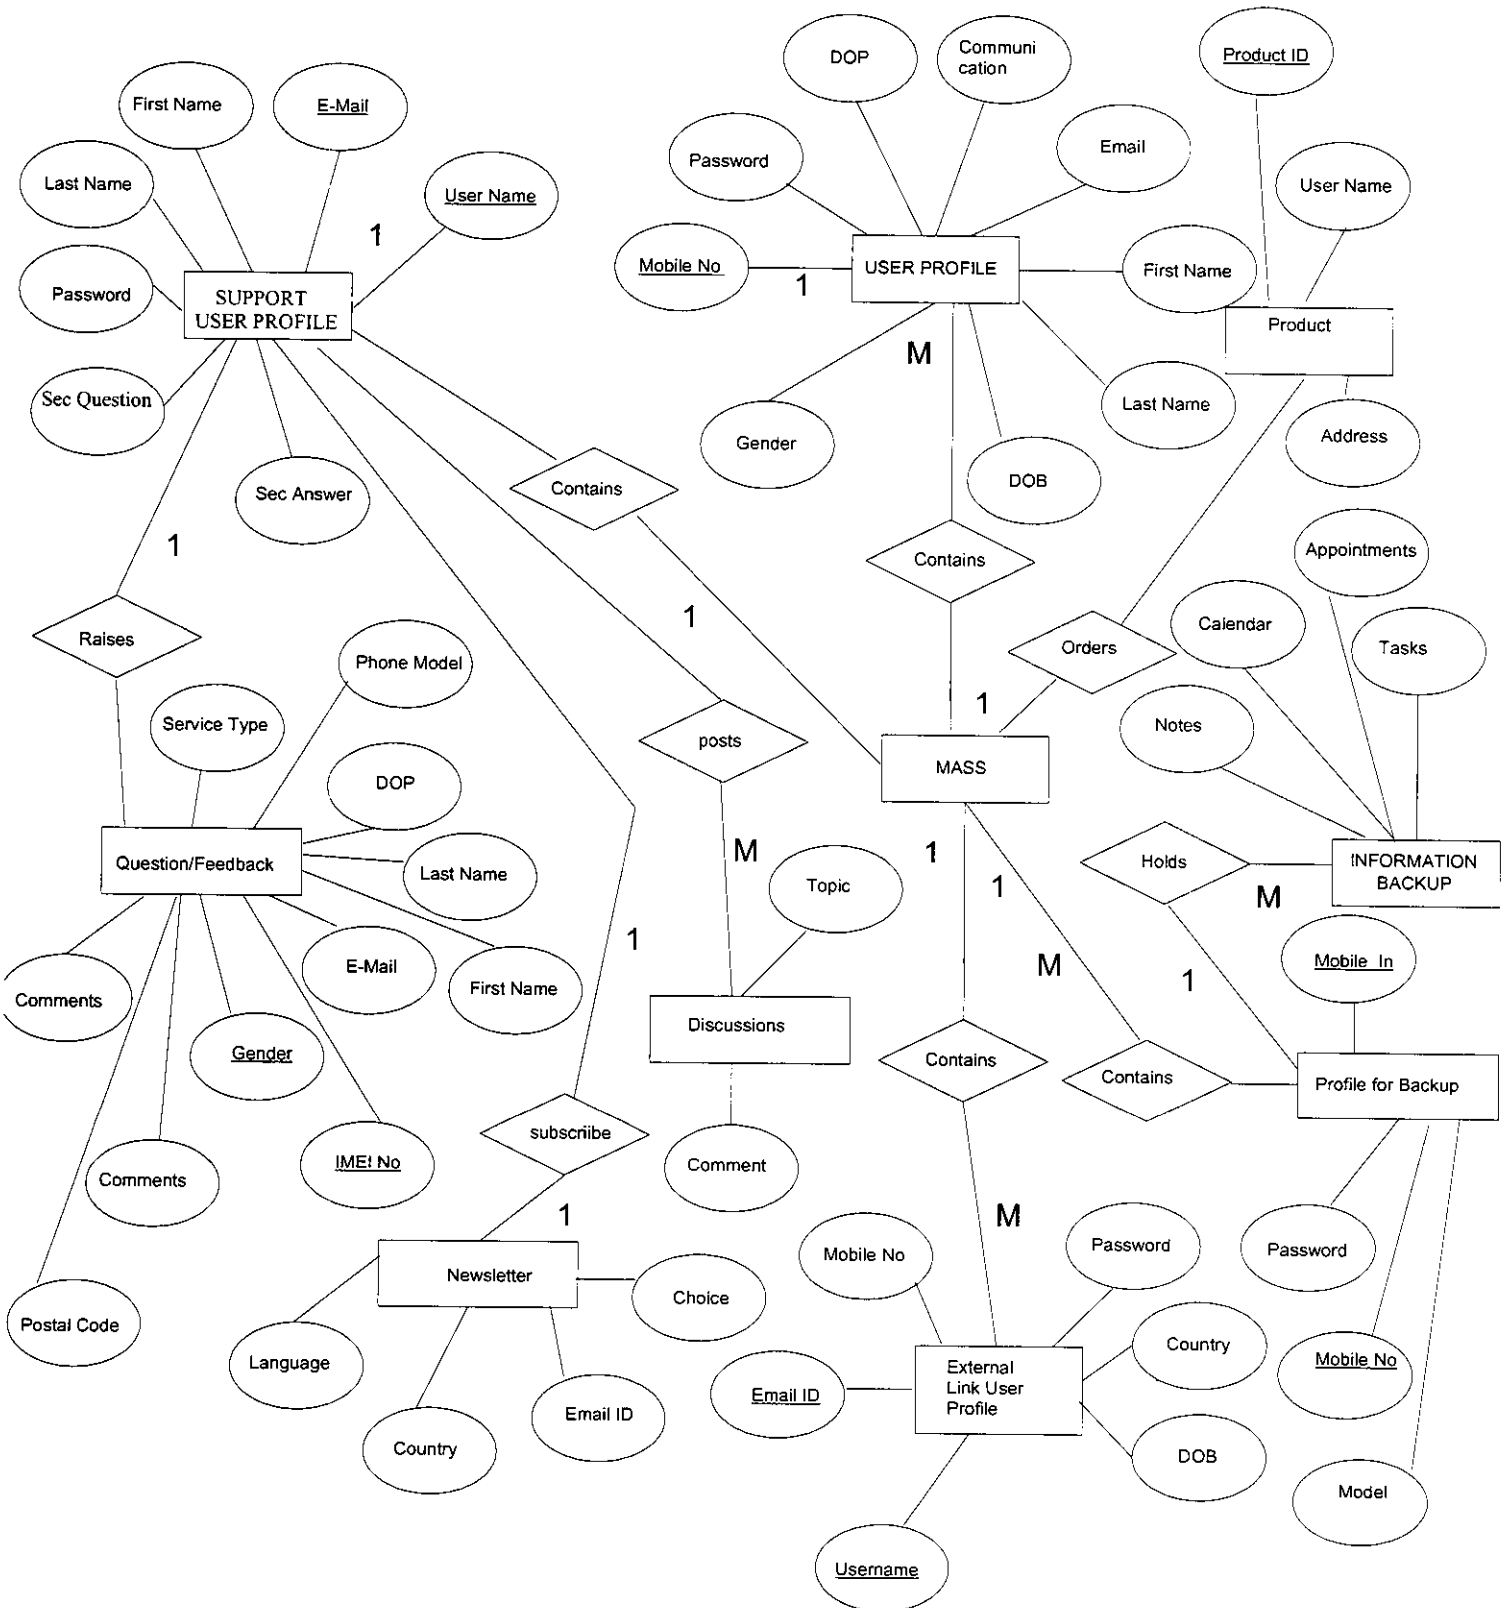 DOP
Communi
cation
Product ID
First Name
E-Mail
Password
Email
Last Name
User Name
User Name
1
Mobile No
1
USER PROFILE
First Name
Password
SUPPORT
USER PROFILE
Product
M
Sec Question
Gender
Last Name
Address
Sec Answer
Contains
DOB
1
Contains
Appointments
1
Raises
Phone Model
Orders
Calendar
Tasks
Service Type
posts
1
Notes
DOP
MASS
Question/Feedback
Last Name
M
1
Holds
INFORMATION
BACKUP
Topic
1
M
1
E-Mail
First Name
M
1
Mobile In
Comments
Discussions
Gender
Contains
Contains
Profile for Backup
subscriibe
Comments
IMEI No
Comment
1
M
Mobile No
Password
Password
Newsletter
Choice
Postal Code
Language
Country
Email ID
Email ID
External
Link User
Profile
Country
Mobile No
DOB
Model
Username